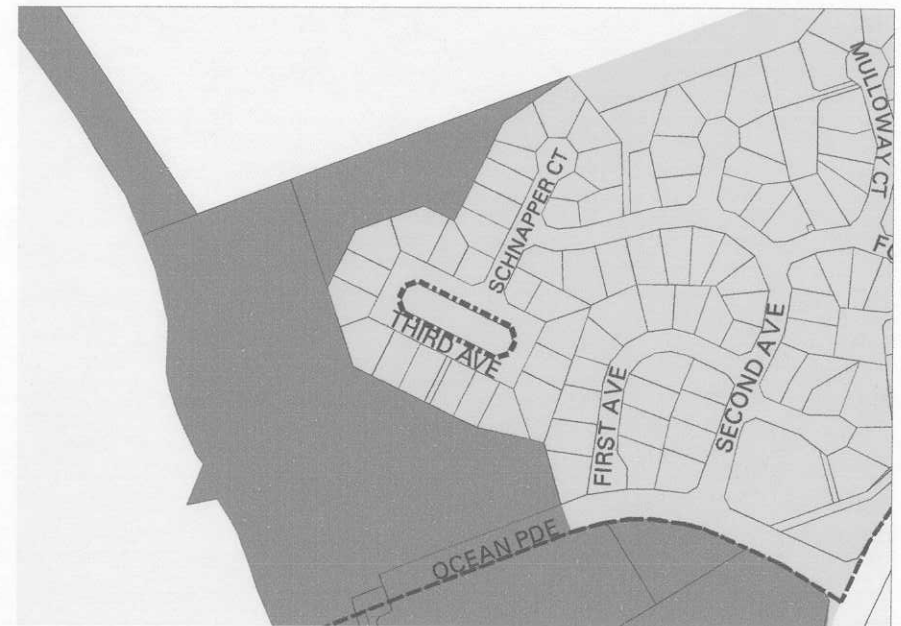 MULLOWAY CT
SCHNAPPER CT
THIRD AVE
FIRST AVE
SECOND AVE
OCEAN PDE